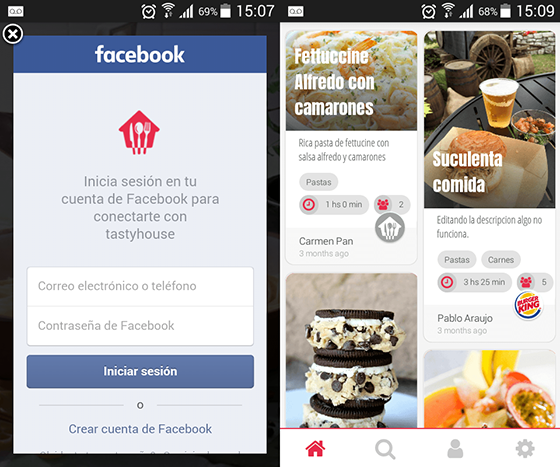 69% 15:07
facebook
Inicia sesión en tu
cuenta de Facebook para
conectarte con
tastyhouse
Correo electrónico o teléfono
Contraseña de Facebook
Iniciar sesión
o
Crear cuenta de Facebook
68% 15:09
Fettuccine
Alfredo con
camarones
Rica pasta de fettucine con
salsa alfredo y camarones
Pastas
1 hs 0 min 2
Carmen Pan
3 months ago
Suculenta
comida
Editando la descripcion algo no
funciona.
Pastas Carnes
3 hs 25 min 5
BURGER
KING
Pablo Araujo
3 months ago